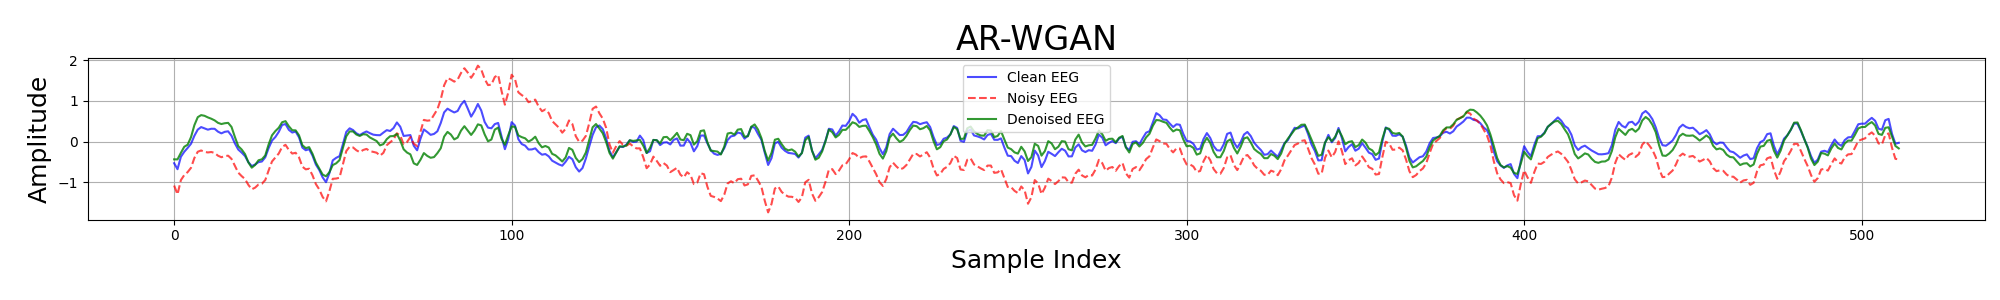 AR-WGAN
Amplitude
2
1
0
−1
Clean EEG
Noisy EEG
Denoised EEG
0 100 200 300 400 500
Sample Index